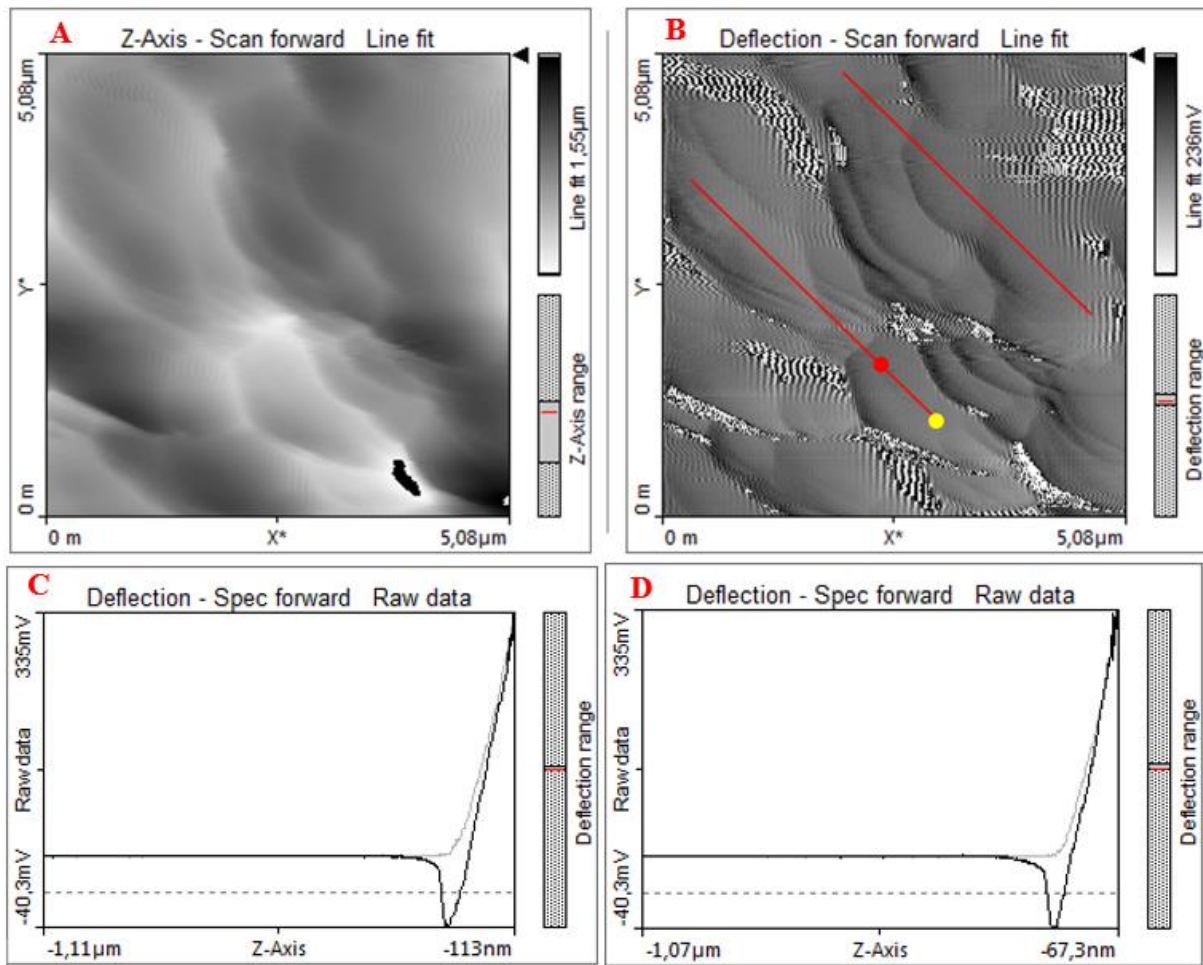 A
Z-Axis - Scan forward Line fit
5,08µm
Y*
0 m
0 m
X*
5,08µm
Line fit 1,55µm
Z-Axis range
B
Deflection - Scan forward Line fit
5,08µm
Y*
0 m
0 m
X*
5,08µm
Line fit 236mV
Deflection range
C
Deflection - Spec forward Raw data
335mV
Raw data
-40,3mV
-1,11µm
Z-Axis
-113nm
Deflection range
D
Deflection - Spec forward Raw data
335mV
Raw data
-40,3mV
-1,07µm
Z-Axis
-67,3nm
Deflection range